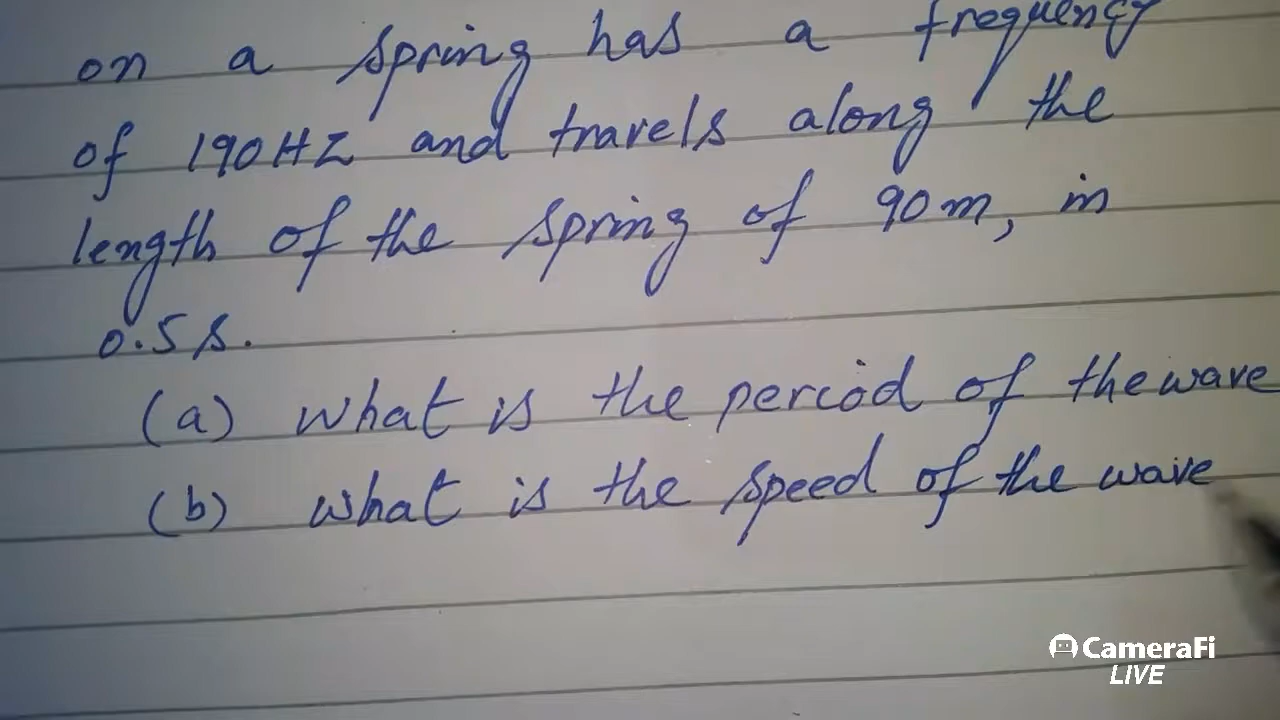 on a spring has a frequency
of 190HZ and travels along the
length of the spring of 90m, in
0.5s.
(a) What is the period of the wave
(b) What is the speed of the wave
CameraFi
LIVE